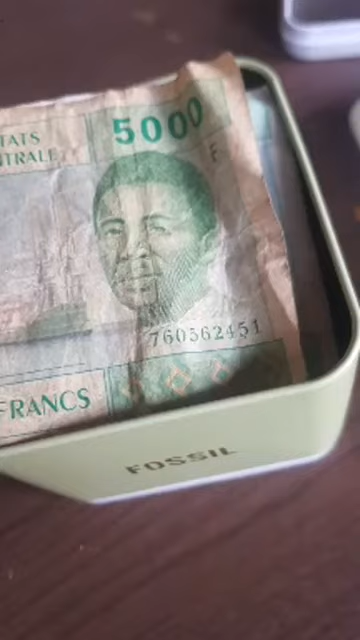 TATS
NTRALE
5000
760562451
FRANCS
FOSSIL